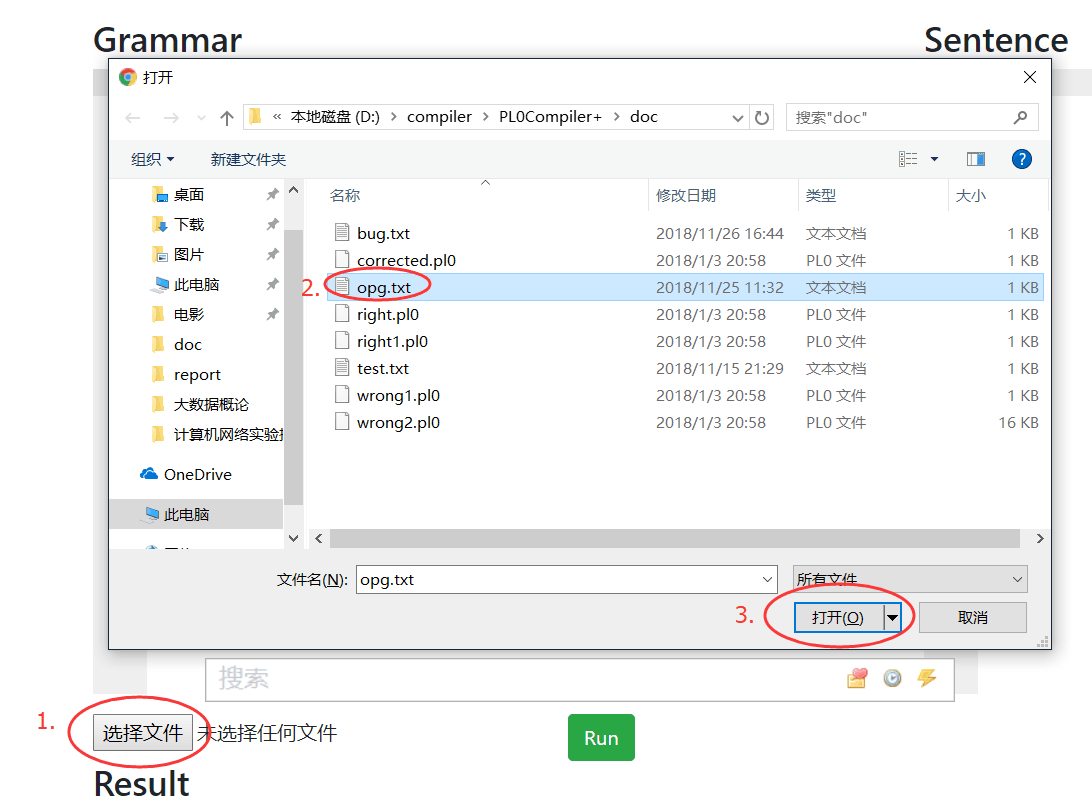 Grammar
Sentence
打开
« 本地磁盘 (D:) > compiler > PL0Compiler+ > doc
搜索"doc"
组织
新建文件夹
?
桌面
下载
图片
此电脑
电影
doc
report
大数据概论
计算机网络实验
OneDrive
此电脑
名称 修改日期 类型 大小
bug.txt 2018/11/26 16:44 文本文档 1 KB
corrected.pl0 2018/1/3 20:58 PL0 文件 1 KB
2. opg.txt 2018/11/25 11:32 文本文档 1 KB
right.pl0 2018/1/3 20:58 PL0 文件 1 KB
right1.pl0 2018/1/3 20:58 PL0 文件 1 KB
test.txt 2018/11/15 21:29 文本文档 1 KB
wrong1.pl0 2018/1/3 20:58 PL0 文件 1 KB
wrong2.pl0 2018/1/3 20:58 PL0 文件 16 KB
文件名(N): opg.txt 所有文件
3. 打开(O) 取消
搜索
1. 选择文件 未选择任何文件
Run
Result